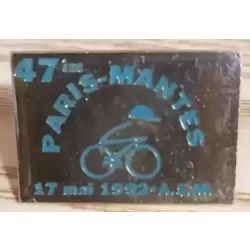 47ème
PARIS-MANTES
17 mai 1992·A.S.M.